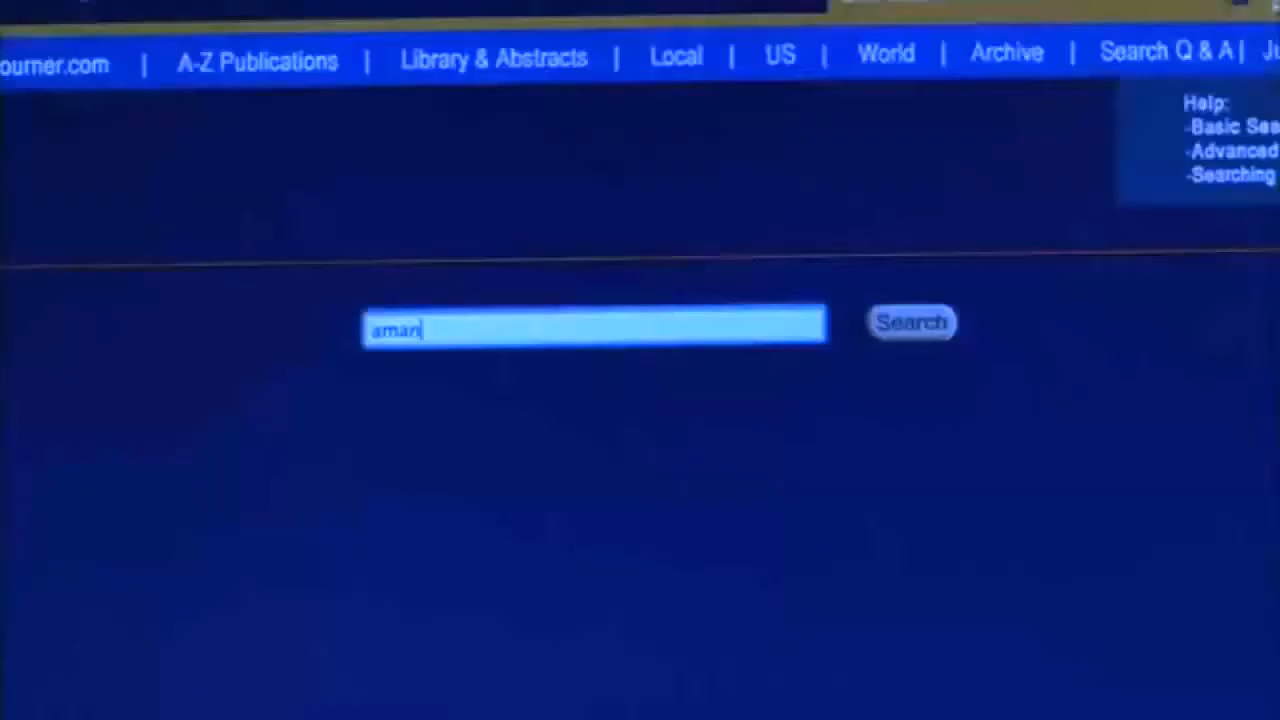 ourner.com | A-Z Publications | Library & Abstracts | Local | US | World | Archive | Search Q & A |
Help:
-Basic Sea
-Advanced
-Searching
aman
Search